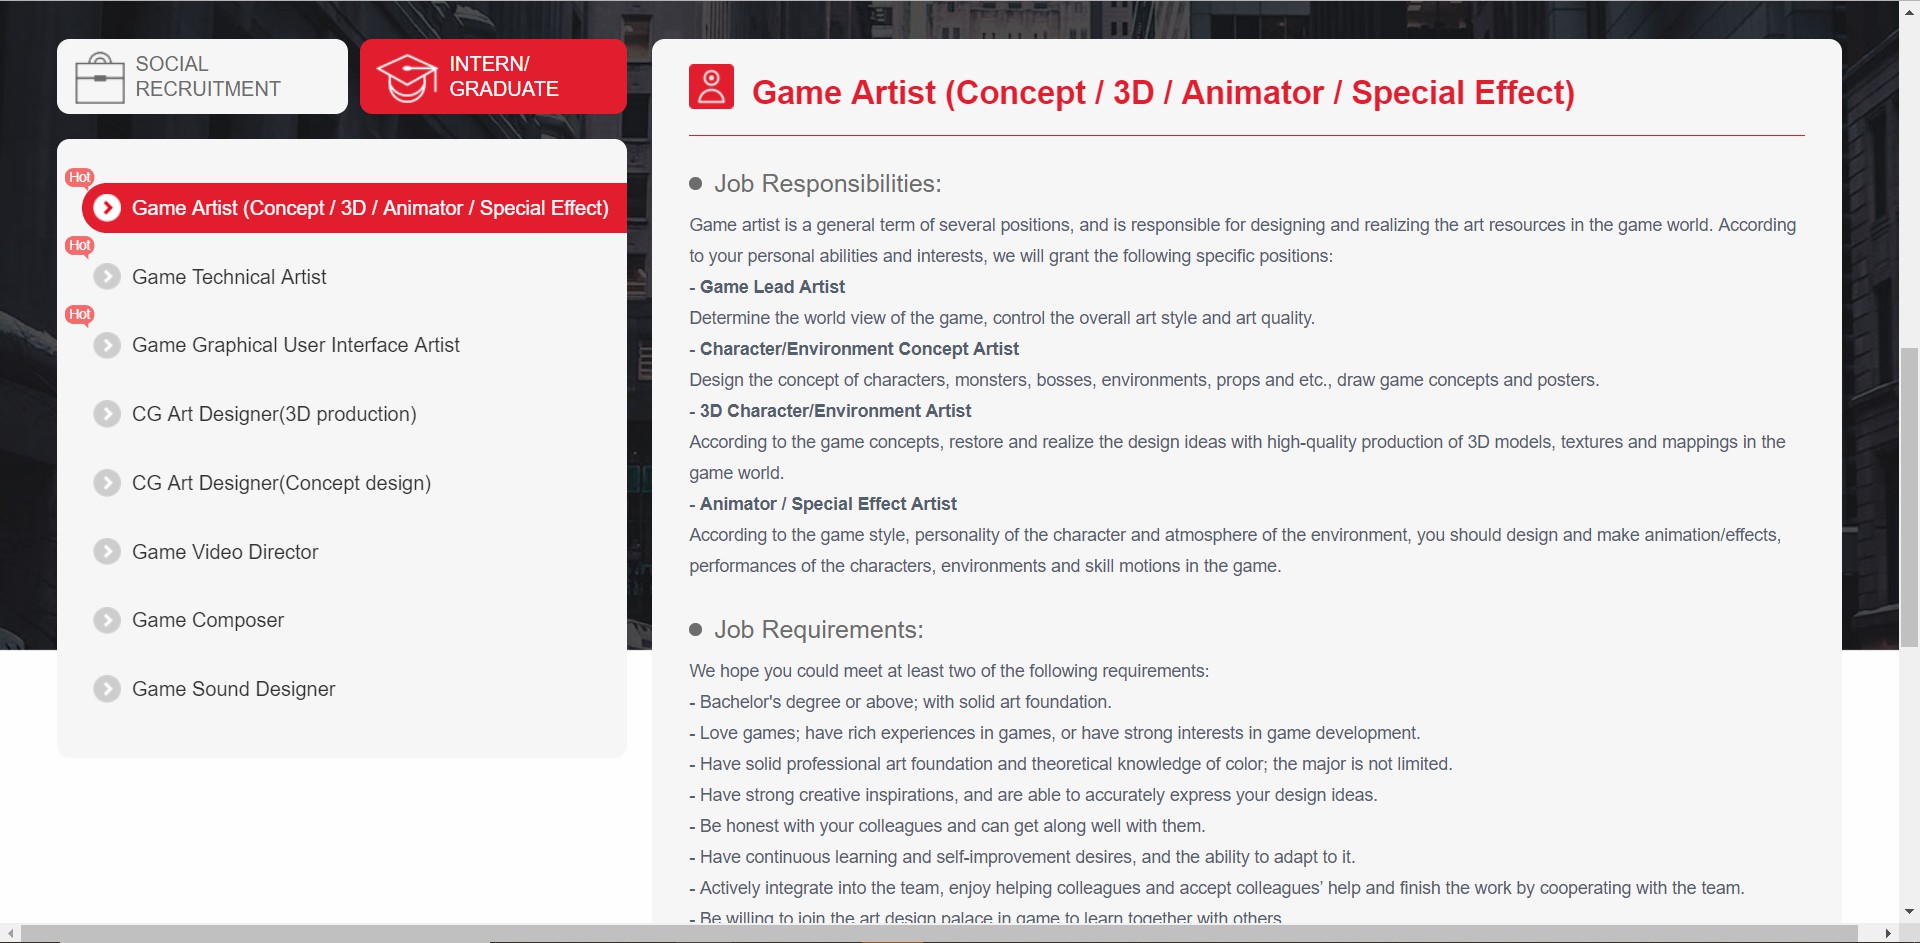 SOCIAL
RECRUITMENT
INTERN/
GRADUATE
Hot
Game Artist (Concept / 3D / Animator / Special Effect)
Hot
Game Technical Artist
Hot
Game Graphical User Interface Artist
CG Art Designer(3D production)
CG Art Designer(Concept design)
Game Video Director
Game Composer
Game Sound Designer
Game Artist (Concept / 3D / Animator / Special Effect)
Job Responsibilities:
Game artist is a general term of several positions, and is responsible for designing and realizing the art resources in the game world. According
to your personal abilities and interests, we will grant the following specific positions:
- Game Lead Artist
Determine the world view of the game, control the overall art style and art quality.
- Character/Environment Concept Artist
Design the concept of characters, monsters, bosses, environments, props and etc., draw game concepts and posters.
- 3D Character/Environment Artist
According to the game concepts, restore and realize the design ideas with high-quality production of 3D models, textures and mappings in the
game world.
- Animator / Special Effect Artist
According to the game style, personality of the character and atmosphere of the environment, you should design and make animation/effects,
performances of the characters, environments and skill motions in the game.
Job Requirements:
We hope you could meet at least two of the following requirements:
- Bachelor's degree or above; with solid art foundation.
- Love games; have rich experiences in games, or have strong interests in game development.
- Have solid professional art foundation and theoretical knowledge of color; the major is not limited.
- Have strong creative inspirations, and are able to accurately express your design ideas.
- Be honest with your colleagues and can get along well with them.
- Have continuous learning and self-improvement desires, and the ability to adapt to it.
- Actively integrate into the team, enjoy helping colleagues and accept colleagues’ help and finish the work by cooperating with the team.
- Be willing to join the art design palace in game to learn together with others